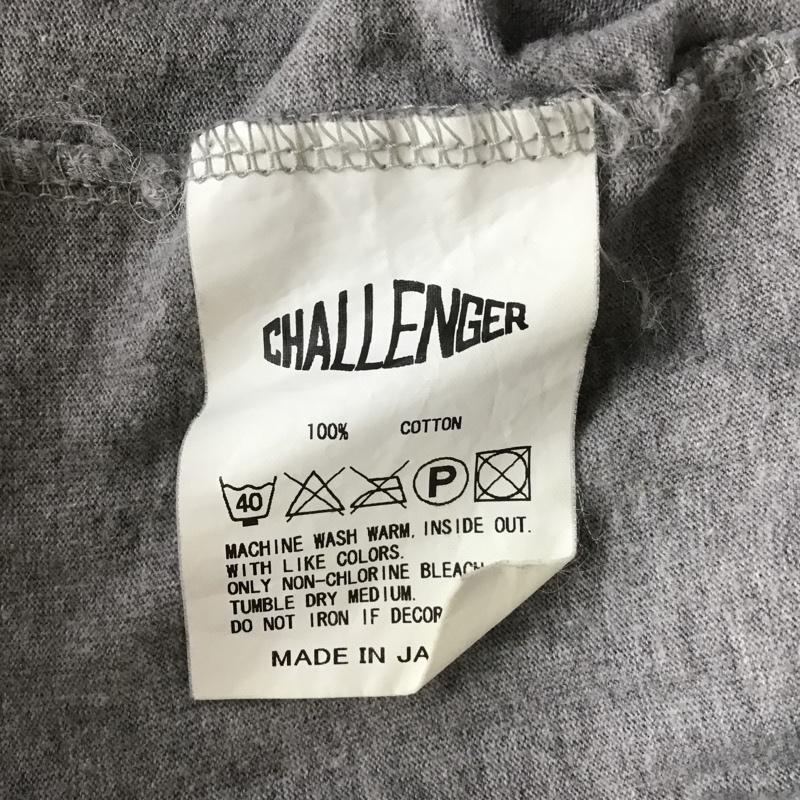 CHALLENGER
100% COTTON
40
P
MACHINE WASH WARM, INSIDE OUT.
WITH LIKE COLORS.
ONLY NON-CHLORINE BLEACH
TUMBLE DRY MEDIUM.
DO NOT IRON IF DECOR
MADE IN JA